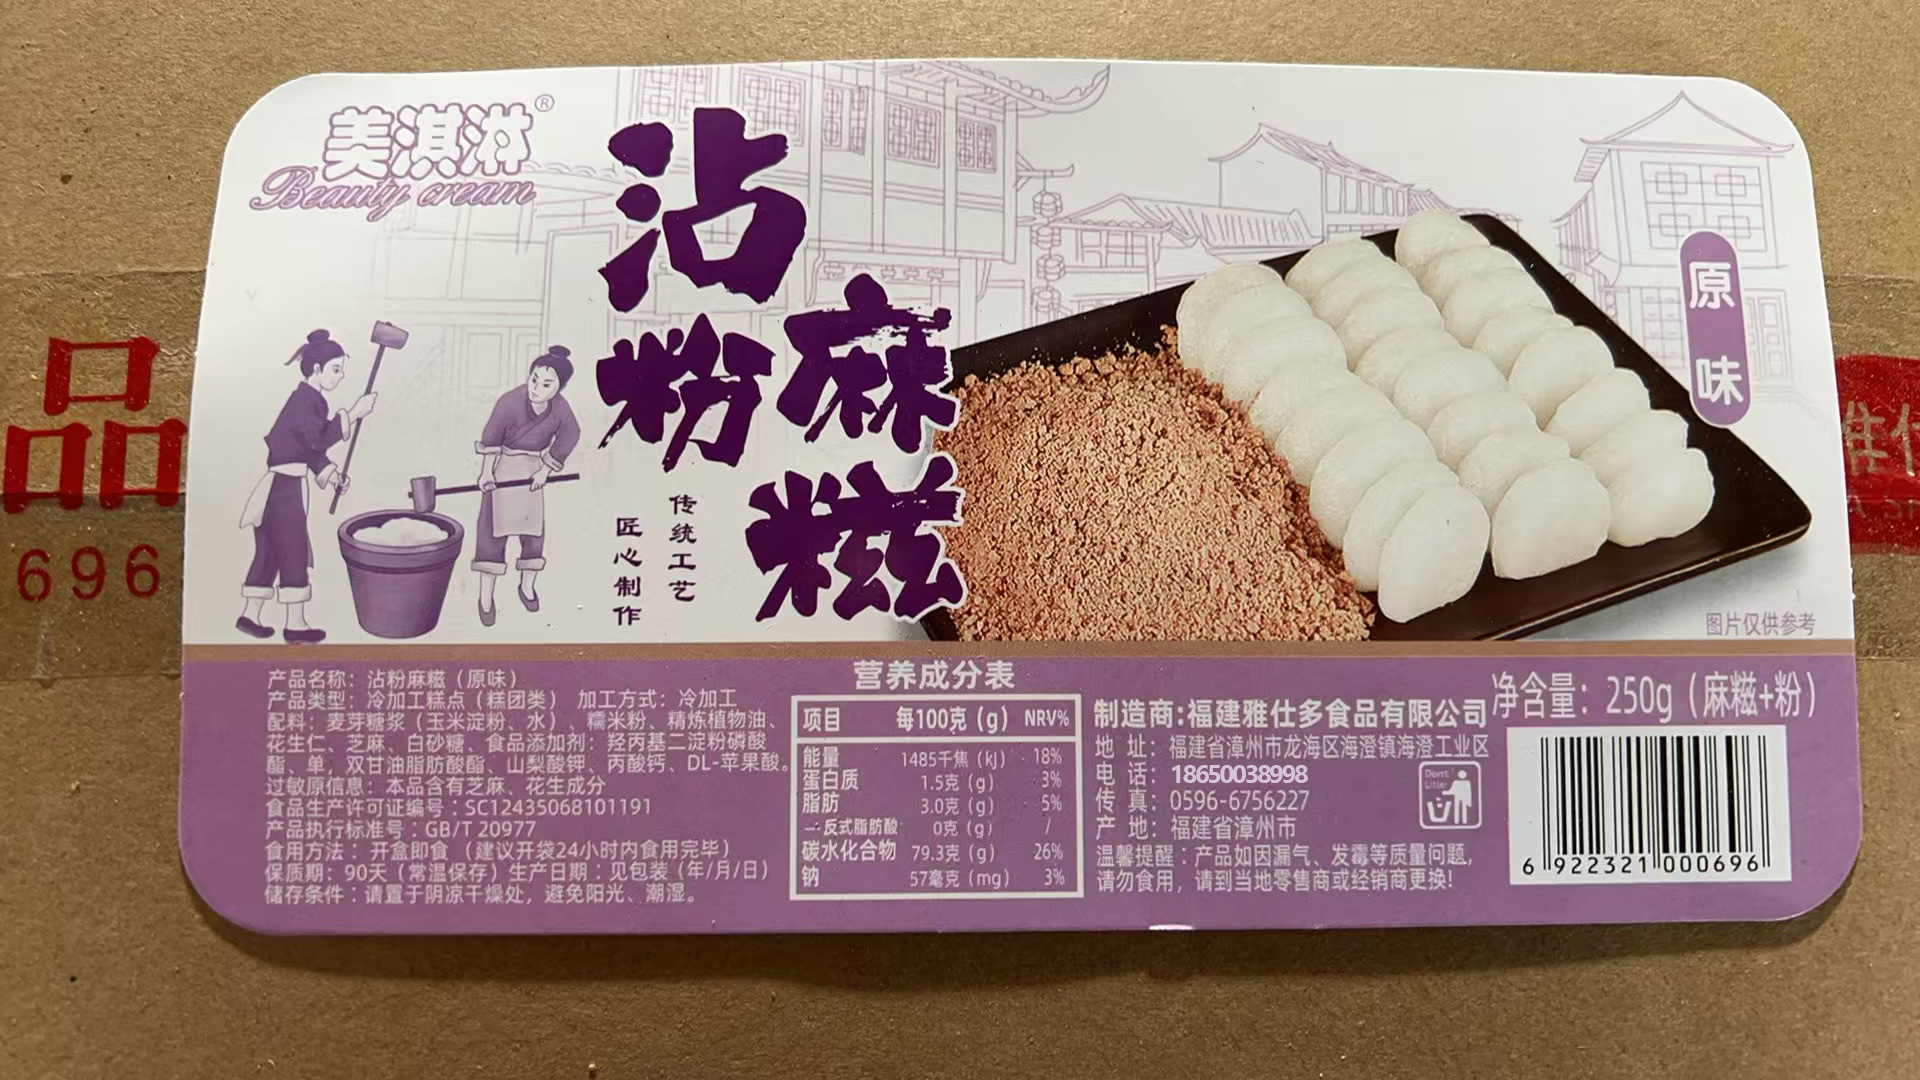 美淇淋®
Beauty cream
沾粉
麻糍
传统工艺
匠心制作
原味
图片仅供参考
品
696
产品名称：沾粉麻糍（原味）
产品类型：冷加工糕点（糕团类） 加工方式：冷加工
配料：麦芽糖浆（玉米淀粉、水）、糯米粉、精炼植物油、
花生仁、芝麻、白砂糖、食品添加剂：羟丙基二淀粉磷酸
酯、单，双甘油脂肪酸酯、山梨酸钾、丙酸钙、DL-苹果酸。
过敏原信息：本品含有芝麻、花生成分
食品生产许可证编号：SC12435068101191
产品执行标准号：GB/T 20977
食用方法： 开盒即食 （建议开袋24小时内食用完毕）
保质期：90天（常温保存）生产日期：见包装（年/月/日）
储存条件：请置于阴凉干燥处，避免阳光、潮湿。
营养成分表
项目 每100克（g） NRV%
能量 1485千焦（kJ） 18%
蛋白质 1.5克（g） 3%
脂肪 3.0克（g） 5%
—反式脂肪酸 0克（g） /
碳水化合物 79.3克（g） 26%
钠 57毫克（mg） 3%
制造商:福建雅仕多食品有限公司
地 址：福建省漳州市龙海区海澄镇海澄工业区
电 话：18650038998
传 真：0596-6756227
产 地：福建省漳州市
温馨提醒：产品如因漏气、发霉等质量问题，
请勿食用，请到当地零售商或经销商更换!
净含量：250g（麻糍+粉）
6 922321 000696